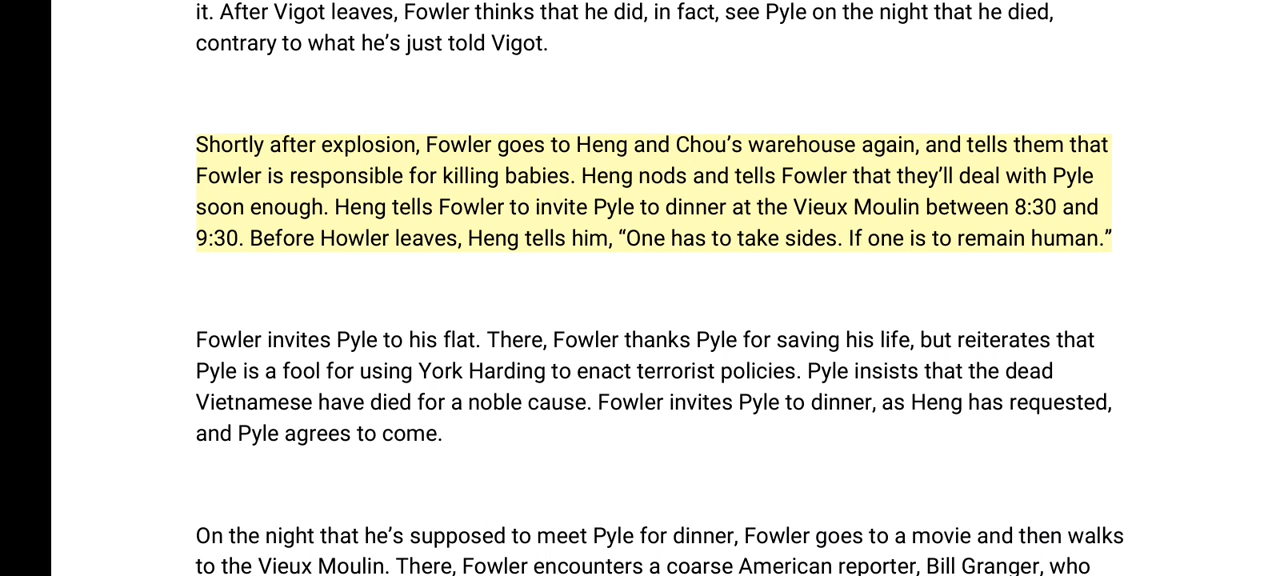 it. After Vigot leaves, Fowler thinks that he did, in fact, see Pyle on the night that he died,
contrary to what he’s just told Vigot.
Shortly after explosion, Fowler goes to Heng and Chou’s warehouse again, and tells them that
Fowler is responsible for killing babies. Heng nods and tells Fowler that they’ll deal with Pyle
soon enough. Heng tells Fowler to invite Pyle to dinner at the Vieux Moulin between 8:30 and
9:30. Before Howler leaves, Heng tells him, “One has to take sides. If one is to remain human.”
Fowler invites Pyle to his flat. There, Fowler thanks Pyle for saving his life, but reiterates that
Pyle is a fool for using York Harding to enact terrorist policies. Pyle insists that the dead
Vietnamese have died for a noble cause. Fowler invites Pyle to dinner, as Heng has requested,
and Pyle agrees to come.
On the night that he’s supposed to meet Pyle for dinner, Fowler goes to a movie and then walks
to the Vieux Moulin. There, Fowler encounters a coarse American reporter, Bill Granger, who